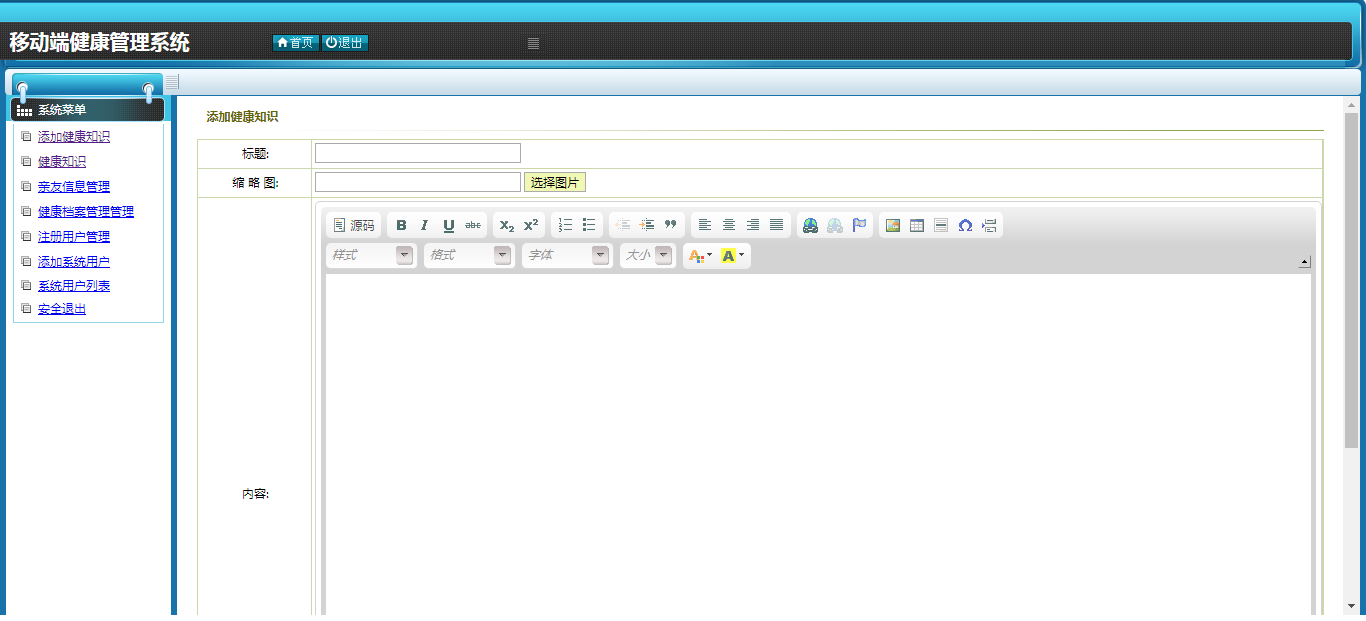 移动端健康管理系统 首页 退出
系统菜单
添加健康知识
健康知识
亲友信息管理
健康档案管理管理
注册用户管理
添加系统用户
系统用户列表
安全退出
添加健康知识
标题:
缩 略 图: 选择图片
内容:
源码 B I U abc X₂ X²
样式 格式 字体 大小 A A